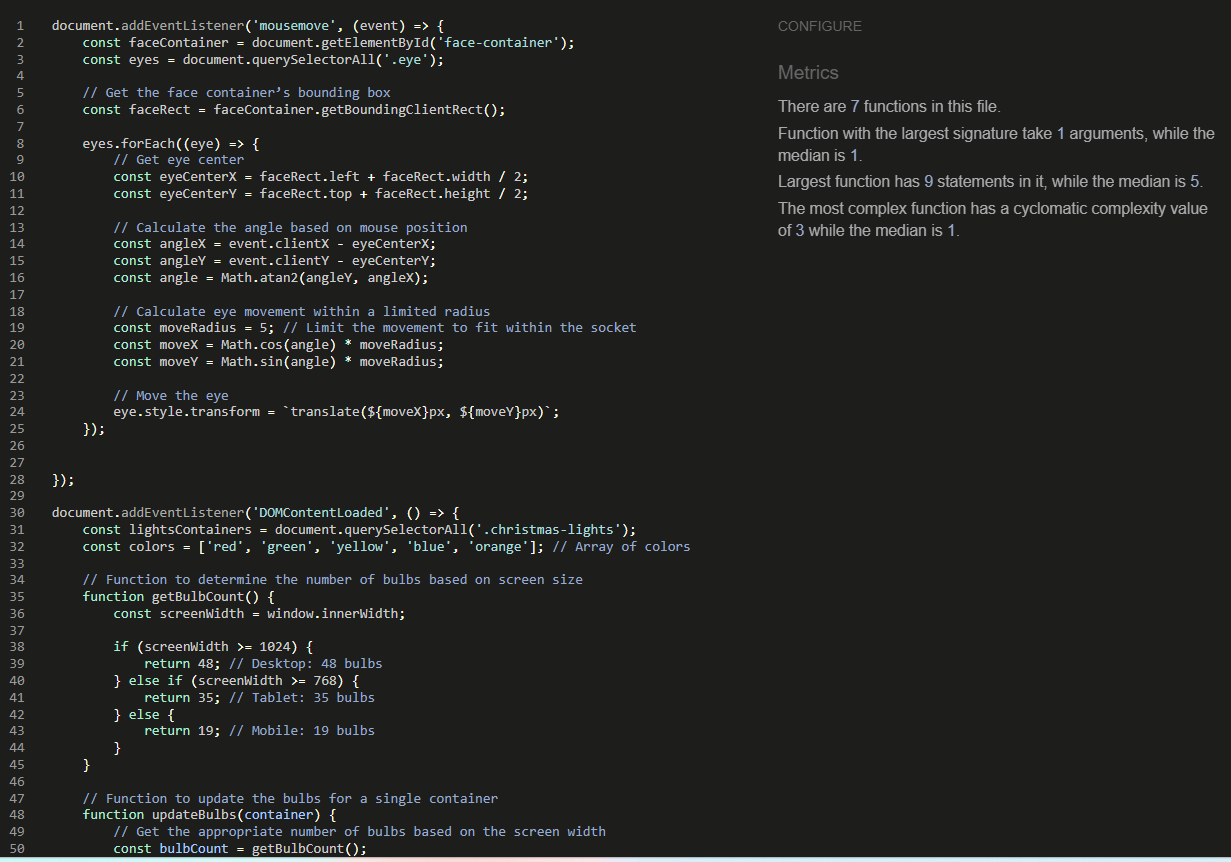 1 document.addEventListener('mousemove', (event) => {
2 const faceContainer = document.getElementById('face-container');
3 const eyes = document.querySelectorAll('.eye');
4
5 // Get the face container’s bounding box
6 const faceRect = faceContainer.getBoundingClientRect();
7
8 eyes.forEach((eye) => {
9 // Get eye center
10 const eyeCenterX = faceRect.left + faceRect.width / 2;
11 const eyeCenterY = faceRect.top + faceRect.height / 2;
12
13 // Calculate the angle based on mouse position
14 const angleX = event.clientX - eyeCenterX;
15 const angleY = event.clientY - eyeCenterY;
16 const angle = Math.atan2(angleY, angleX);
17
18 // Calculate eye movement within a limited radius
19 const moveRadius = 5; // Limit the movement to fit within the socket
20 const moveX = Math.cos(angle) * moveRadius;
21 const moveY = Math.sin(angle) * moveRadius;
22
23 // Move the eye
24 eye.style.transform = `translate(${moveX}px, ${moveY}px)`;
25 });
26
27
28 });
29
30 document.addEventListener('DOMContentLoaded', () => {
31 const lightsContainers = document.querySelectorAll('.christmas-lights');
32 const colors = ['red', 'green', 'yellow', 'blue', 'orange']; // Array of colors
33
34 // Function to determine the number of bulbs based on screen size
35 function getBulbCount() {
36 const screenWidth = window.innerWidth;
37
38 if (screenWidth >= 1024) {
39 return 48; // Desktop: 48 bulbs
40 } else if (screenWidth >= 768) {
41 return 35; // Tablet: 35 bulbs
42 } else {
43 return 19; // Mobile: 19 bulbs
44 }
45 }
46
47 // Function to update the bulbs for a single container
48 function updateBulbs(container) {
49 // Get the appropriate number of bulbs based on the screen width
50 const bulbCount = getBulbCount();
CONFIGURE
Metrics
There are 7 functions in this file.
Function with the largest signature take 1 arguments, while the
median is 1.
Largest function has 9 statements in it, while the median is 5.
The most complex function has a cyclomatic complexity value
of 3 while the median is 1.